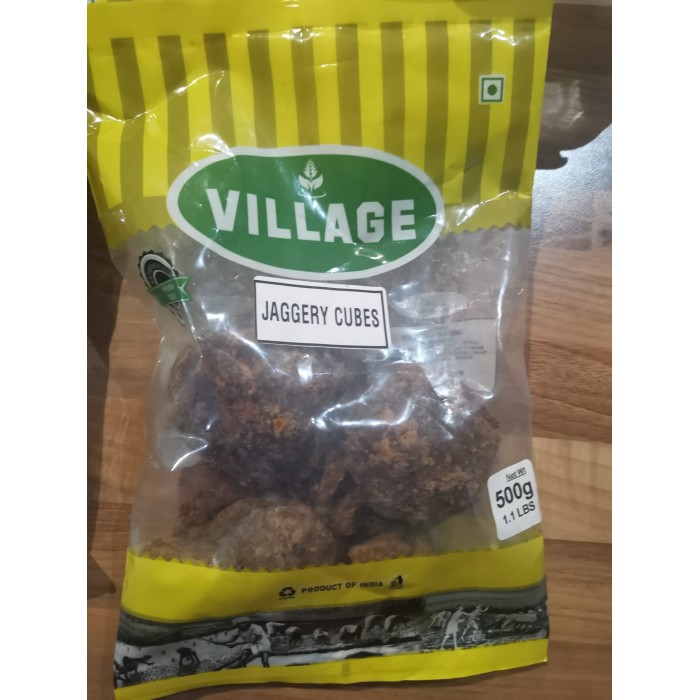 VILLAGE
JAGGERY CUBES
Net Wt
500g
1.1 LBS
PRODUCT OF INDIA